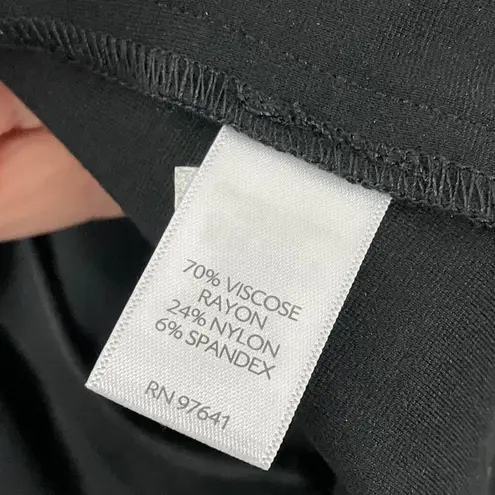 70% VISCOSE
RAYON
24% NYLON
6% SPANDEX
RN 97641